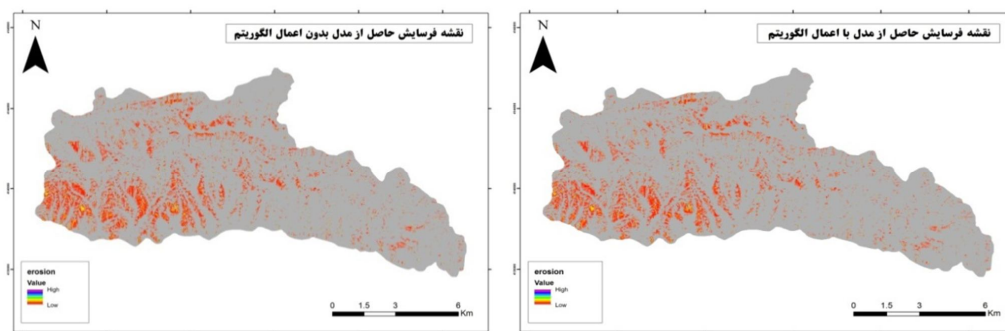 N
نقشه فرسایش حاصل از مدل بدون اعمال الگوریتم
erosion
Value
High
Low
0 1.5 3 6
Km
N
نقشه فرسایش حاصل از مدل با اعمال الگوریتم
erosion
Value
High
Low
0 1.5 3 6
Km